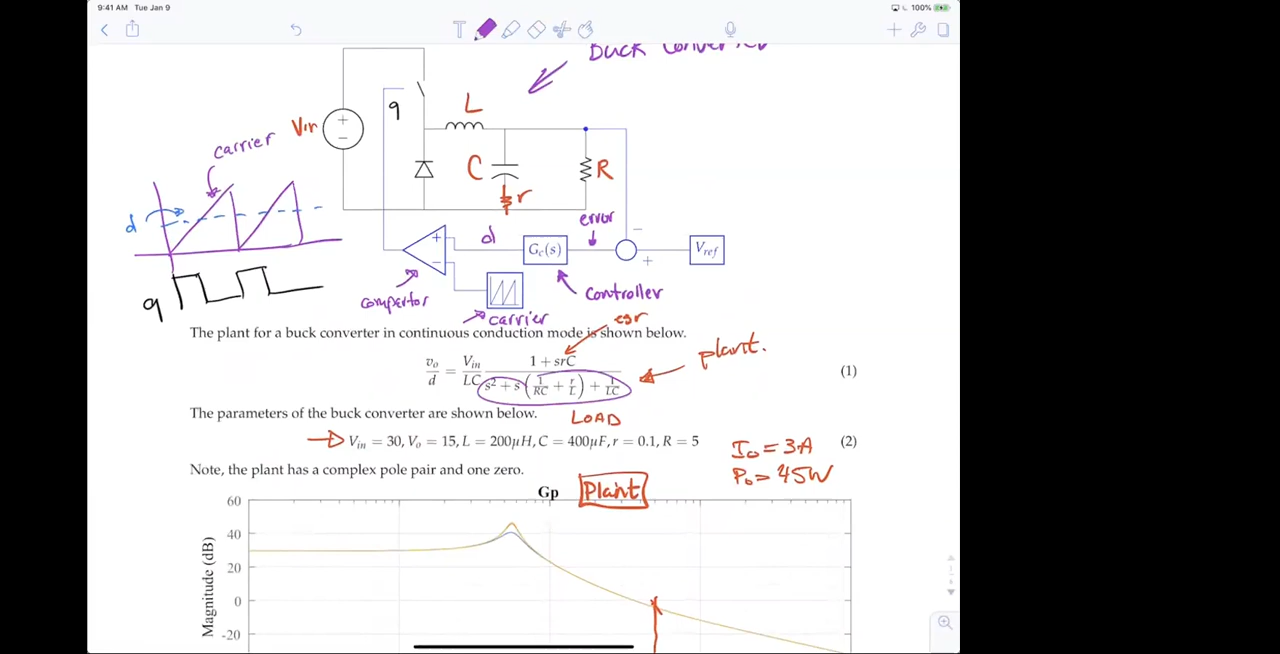 9:41 AM Tue Jan 9
100%
T
Buck Converter
q
L
Vin
carrier
C
R
r
error
d
d
Gc(s)
−
+
Vref
+
−
q
compertor
controller
carrier
esr
The plant for a buck converter in continuous conduction mode is shown below.
plant.
vo/d = Vin/LC (1 + srC)/(s² + s(1/RC + r/L) + 1/LC) (1)
The parameters of the buck converter are shown below.
LOAD
Vin = 30, Vo = 15, L = 200μH, C = 400μF, r = 0.1, R = 5 (2)
Io = 3A
Po = 45W
Note, the plant has a complex pole pair and one zero.
Gp
Plant
60
40
20
0
-20
Magnitude (dB)